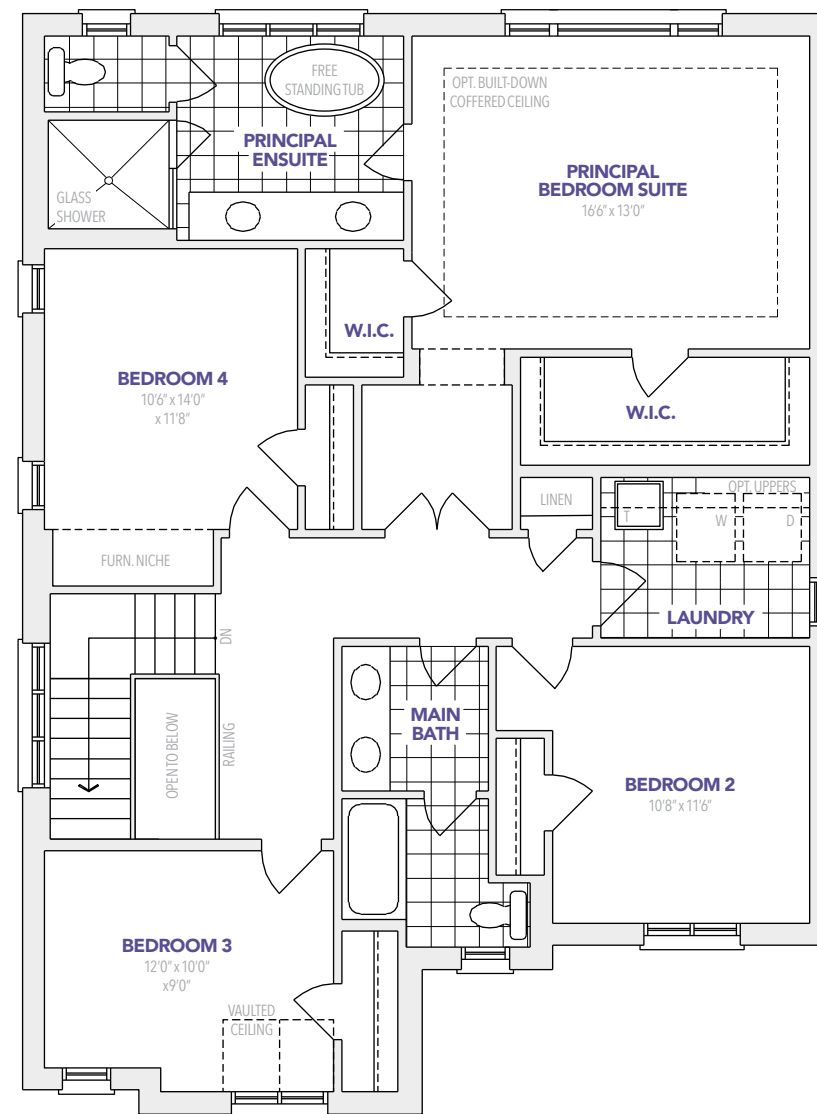 FREE
STANDING TUB
PRINCIPAL
ENSUITE
GLASS
SHOWER
OPT. BUILT-DOWN
COFFERED CEILING
PRINCIPAL
BEDROOM SUITE
16'6" x 13'0"
W.I.C.
BEDROOM 4
10'6" x 14'0"
x 11'8"
W.I.C.
LINEN
OPT. UPPERS
T
W
D
FURN. NICHE
LAUNDRY
DN
OPEN TO BELOW
RAILING
MAIN
BATH
BEDROOM 2
10'8" x 11'6"
BEDROOM 3
12'0" x 10'0"
x9'0"
VAULTED
CEILING